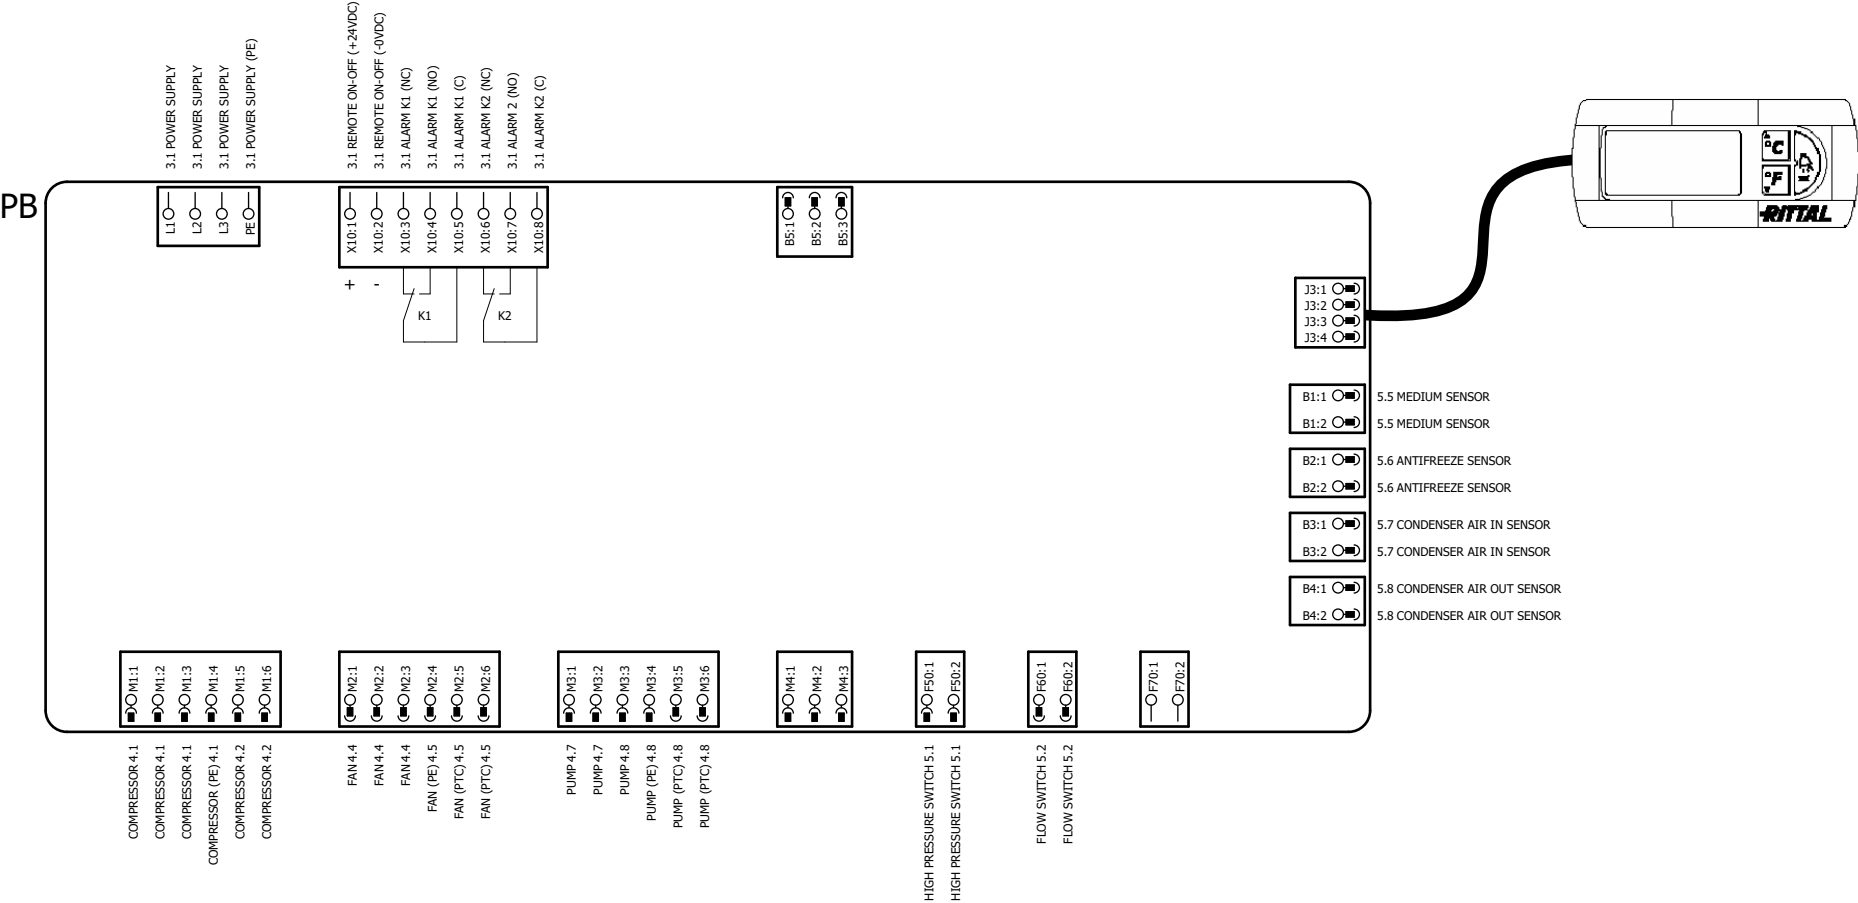 3.1 POWER SUPPLY
3.1 POWER SUPPLY
3.1 POWER SUPPLY
3.1 POWER SUPPLY (PE)
3.1 REMOTE ON-OFF (+24VDC)
3.1 REMOTE ON-OFF (-0VDC)
3.1 ALARM K1 (NC)
3.1 ALARM K1 (NO)
3.1 ALARM K1 (C)
3.1 ALARM K2 (NC)
3.1 ALARM 2 (NO)
3.1 ALARM K2 (C)
°C
°F
RITTAL
PB
L1
L2
L3
PE
X10:1
X10:2
X10:3
X10:4
X10:5
X10:6
X10:7
X10:8
B5:1
B5:2
B5:3
+
-
K1
K2
J3:1
J3:2
J3:3
J3:4
B1:1 5.5 MEDIUM SENSOR
B1:2 5.5 MEDIUM SENSOR
B2:1 5.6 ANTIFREEZE SENSOR
B2:2 5.6 ANTIFREEZE SENSOR
B3:1 5.7 CONDENSER AIR IN SENSOR
B3:2 5.7 CONDENSER AIR IN SENSOR
B4:1 5.8 CONDENSER AIR OUT SENSOR
B4:2 5.8 CONDENSER AIR OUT SENSOR
M1:1
M1:2
M1:3
M1:4
M1:5
M1:6
M2:1
M2:2
M2:3
M2:4
M2:5
M2:6
M3:1
M3:2
M3:3
M3:4
M3:5
M3:6
M4:1
M4:2
M4:3
F50:1
F50:2
F60:1
F60:2
F70:1
F70:2
COMPRESSOR 4.1
COMPRESSOR 4.1
COMPRESSOR 4.1
COMPRESSOR (PE) 4.1
COMPRESSOR 4.2
COMPRESSOR 4.2
FAN 4.4
FAN 4.4
FAN 4.4
FAN (PE) 4.5
FAN (PTC) 4.5
FAN (PTC) 4.5
PUMP 4.7
PUMP 4.7
PUMP 4.8
PUMP (PE) 4.8
PUMP (PTC) 4.8
PUMP (PTC) 4.8
HIGH PRESSURE SWITCH 5.1
HIGH PRESSURE SWITCH 5.1
FLOW SWITCH 5.2
FLOW SWITCH 5.2